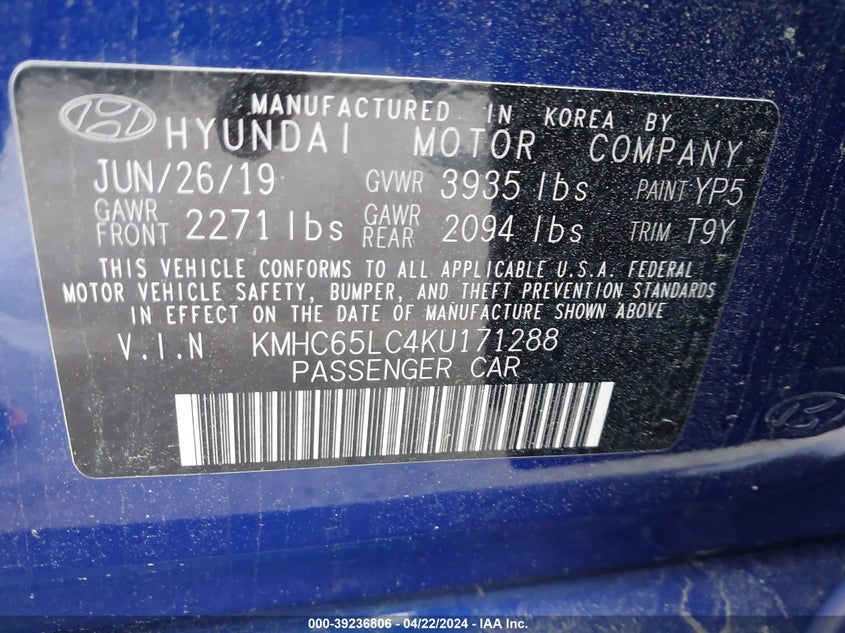 MANUFACTURED IN KOREA BY
HYUNDAI MOTOR COMPANY
JUN/26/19 GVWR 3935 lbs PAINT YP5
GAWR FRONT 2271 lbs GAWR REAR 2094 lbs TRIM T9Y
THIS VEHICLE CONFORMS TO ALL APPLICABLE U.S.A. FEDERAL
MOTOR VEHICLE SAFETY, BUMPER, AND THEFT PREVENTION STANDARDS
IN EFFECT ON THE DATE OF MANUFACTURE SHOWN ABOVE
V.I.N KMHC65LC4KU171288
PASSENGER CAR
000-39236806 - 04/22/2024 - IAA Inc.